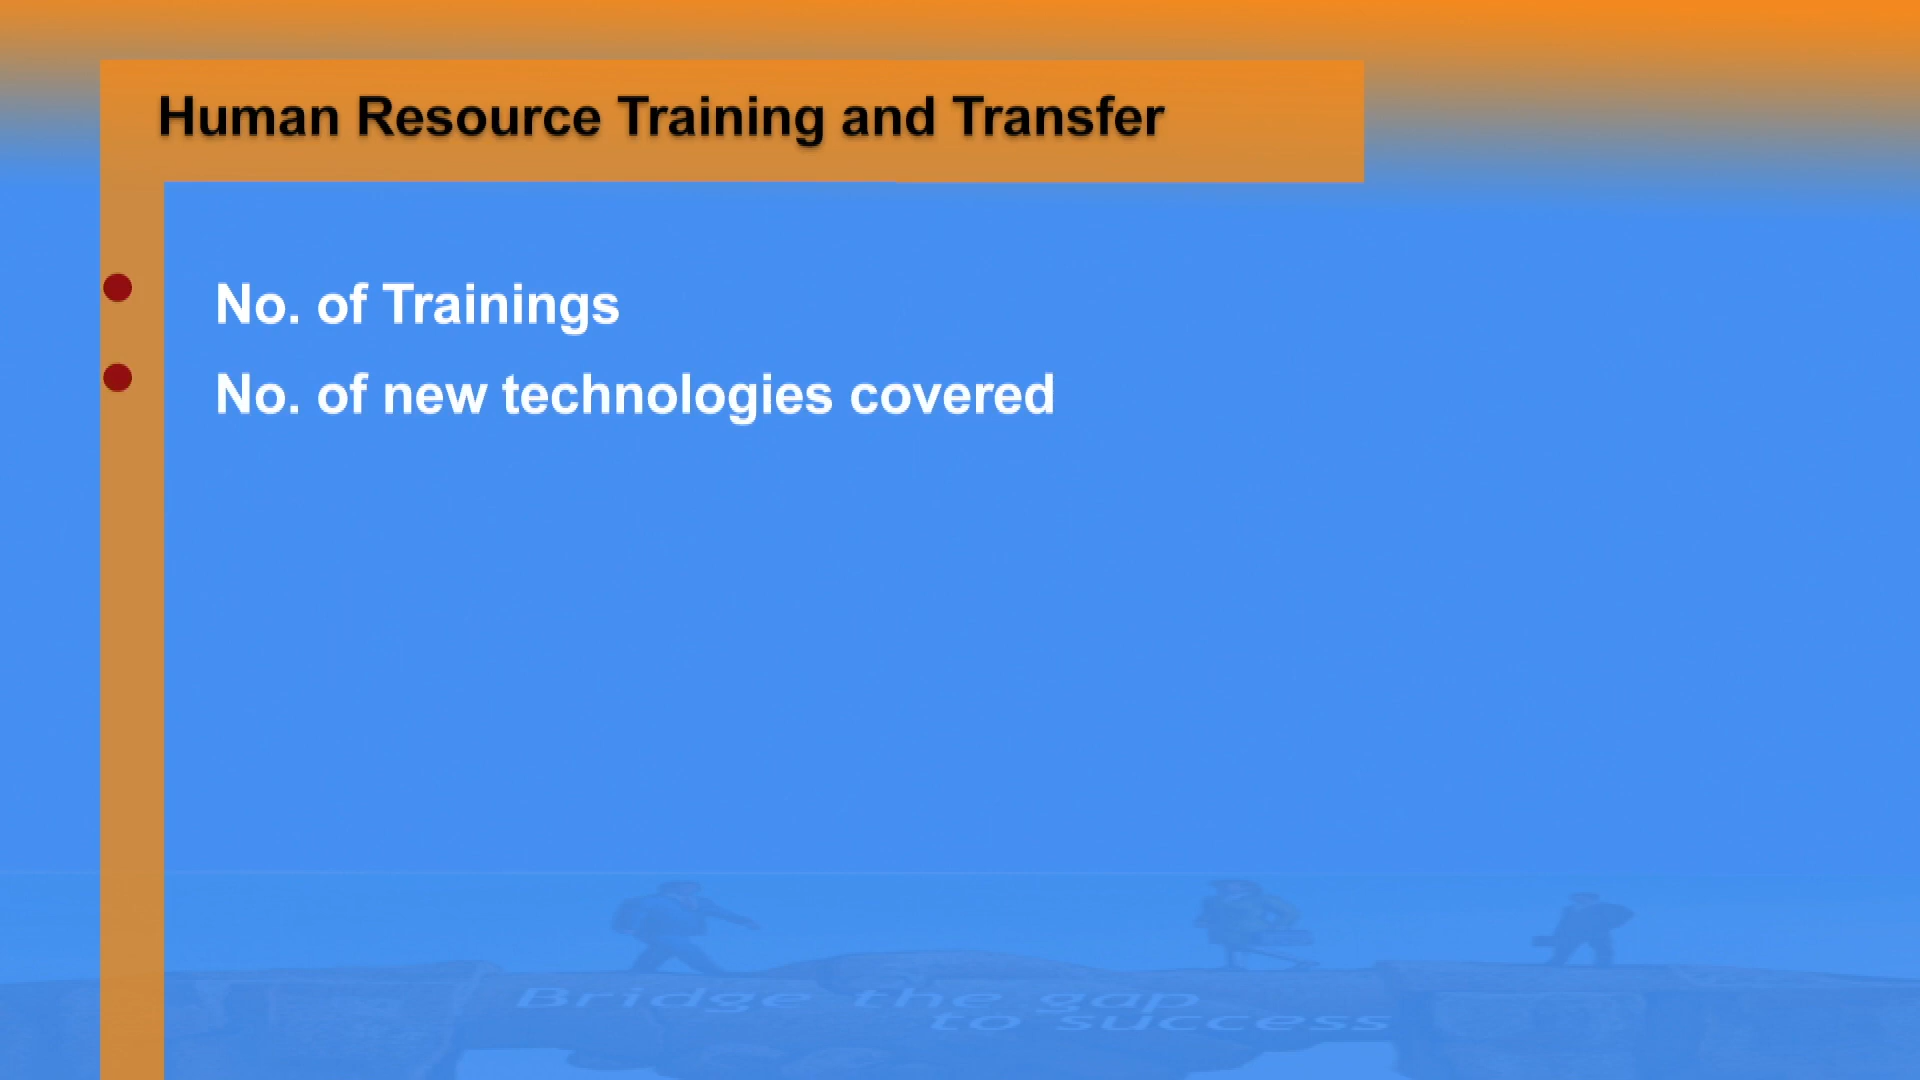 Human Resource Training and Transfer
No. of Trainings
No. of new technologies covered
Bridge the gap
to success